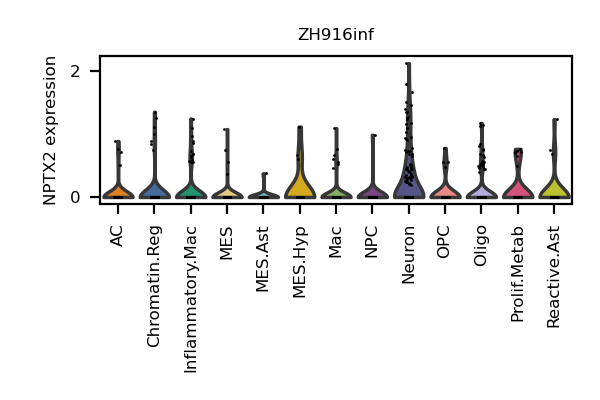 ZH916inf
NPTX2 expression
2
0
AC
Chromatin.Reg
Inflammatory.Mac
MES
MES.Ast
MES.Hyp
Mac
NPC
Neuron
OPC
Oligo
Prolif.Metab
Reactive.Ast